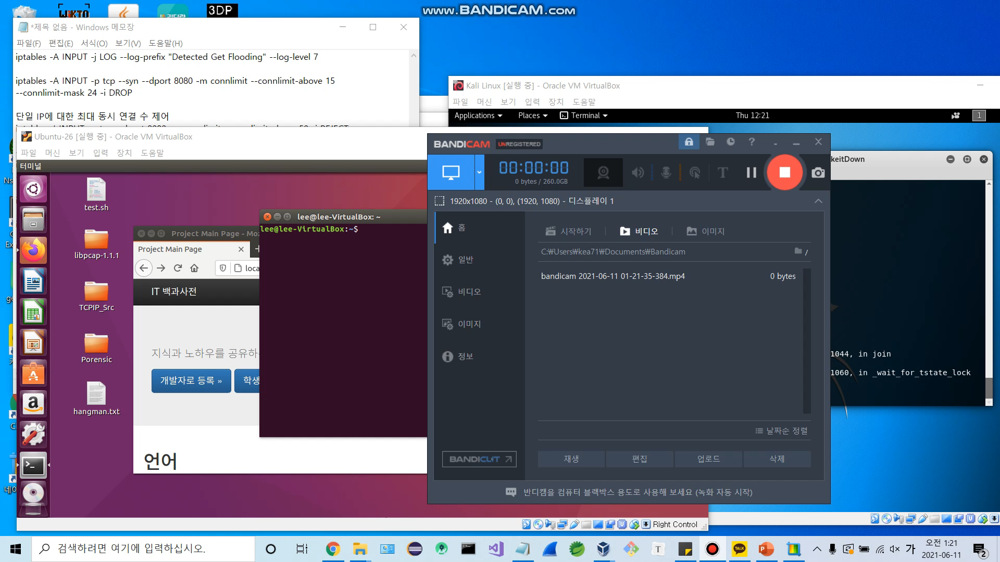 www.BANDICAM.com
3DP
*제목 없음 - Windows 메모장
파일(F) 편집(E) 서식(O) 보기(V) 도움말(H)
iptables -A INPUT -j LOG --log-prefix "Detected Get Flooding" --log-level 7
iptables -A INPUT -p tcp --syn --dport 8080 -m connlimit --connlimit-above 15
--connlimit-mask 24 -i DROP
단일 IP에 대한 최대 동시 연결 수 제어
Kali Linux [실행 중] - Oracle VM VirtualBox
파일 머신 보기 입력 장치 도움말
Applications Places Terminal Thu 12:21 1
Ubuntu-26 [실행 중] - Oracle VM VirtualBox
파일 머신 보기 입력 장치 도움말
터미널
test.sh
libpcap-1.1.1
TCPIP_Src
Porensic
hangman.txt
Project Main Page - Moz
Project Main Page
loca
IT 백과사전
지식과 노하우를 공유하
개발자로 등록 » 학생
언어
lee@lee-VirtualBox: ~
lee@lee-VirtualBox:~$
BANDICAM UNREGISTERED
00:00:00
0 bytes / 260.0GB
1920x1080 - (0, 0), (1920, 1080) - 디스플레이 1
홈
일반
비디오
이미지
정보
시작하기 비디오 이미지
C:₩Users₩kea71₩Documents₩Bandicam /
bandicam 2021-06-11 01-21-35-384.mp4 0 bytes
날짜순 정렬
BANDICUT
재생 편집 업로드 삭제
반디캠을 컴퓨터 블랙박스 용도로 사용해 보세요 (녹화 자동 시작)
keitDown
1044, in join
1060, in _wait_for_tstate_lock
Right Control
검색하려면 여기에 입력하십시오.
TALK
가
오전 1:21
2021-06-11
2